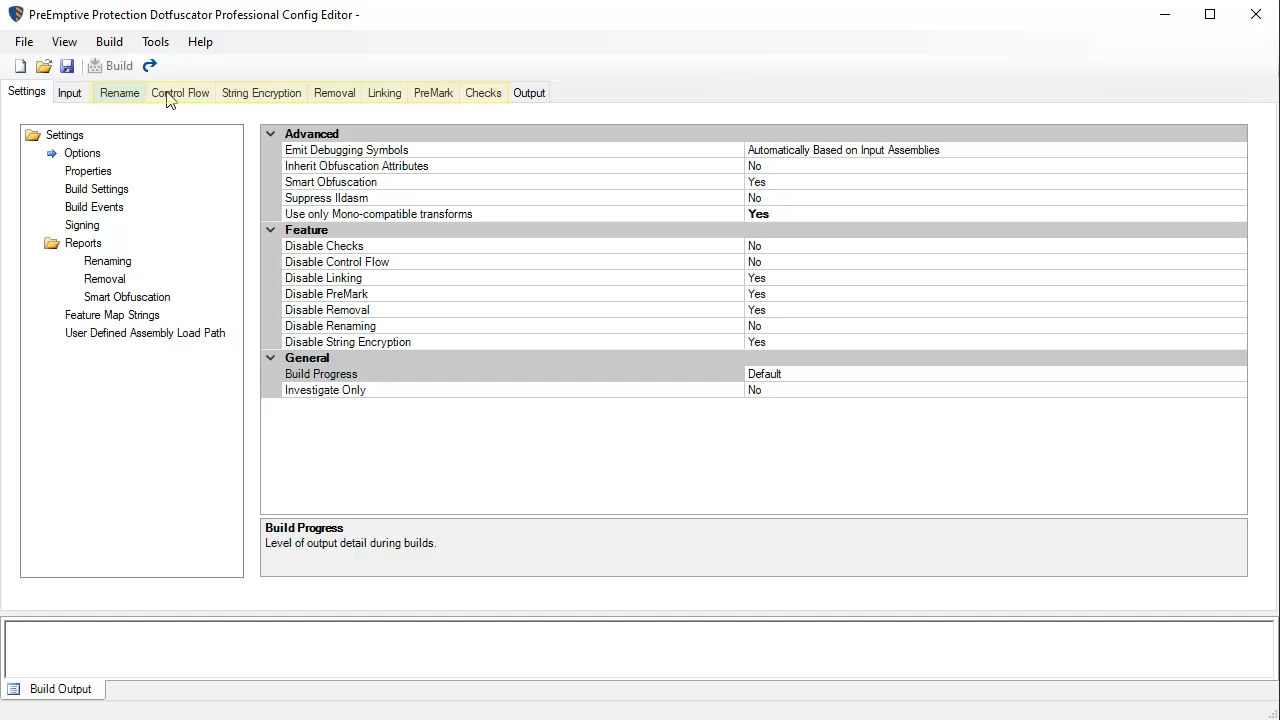 PreEmptive Protection Dotfuscator Professional Config Editor -
File View Build Tools Help
Build
Settings Input Rename Control Flow String Encryption Removal Linking PreMark Checks Output
Settings
Options
Properties
Build Settings
Build Events
Signing
Reports
Renaming
Removal
Smart Obfuscation
Feature Map Strings
User Defined Assembly Load Path
Advanced
Emit Debugging Symbols Automatically Based on Input Assemblies
Inherit Obfuscation Attributes No
Smart Obfuscation Yes
Suppress Ildasm No
Use only Mono-compatible transforms Yes
Feature
Disable Checks No
Disable Control Flow No
Disable Linking Yes
Disable PreMark Yes
Disable Removal Yes
Disable Renaming No
Disable String Encryption Yes
General
Build Progress Default
Investigate Only No
Build Progress
Level of output detail during builds.
Build Output